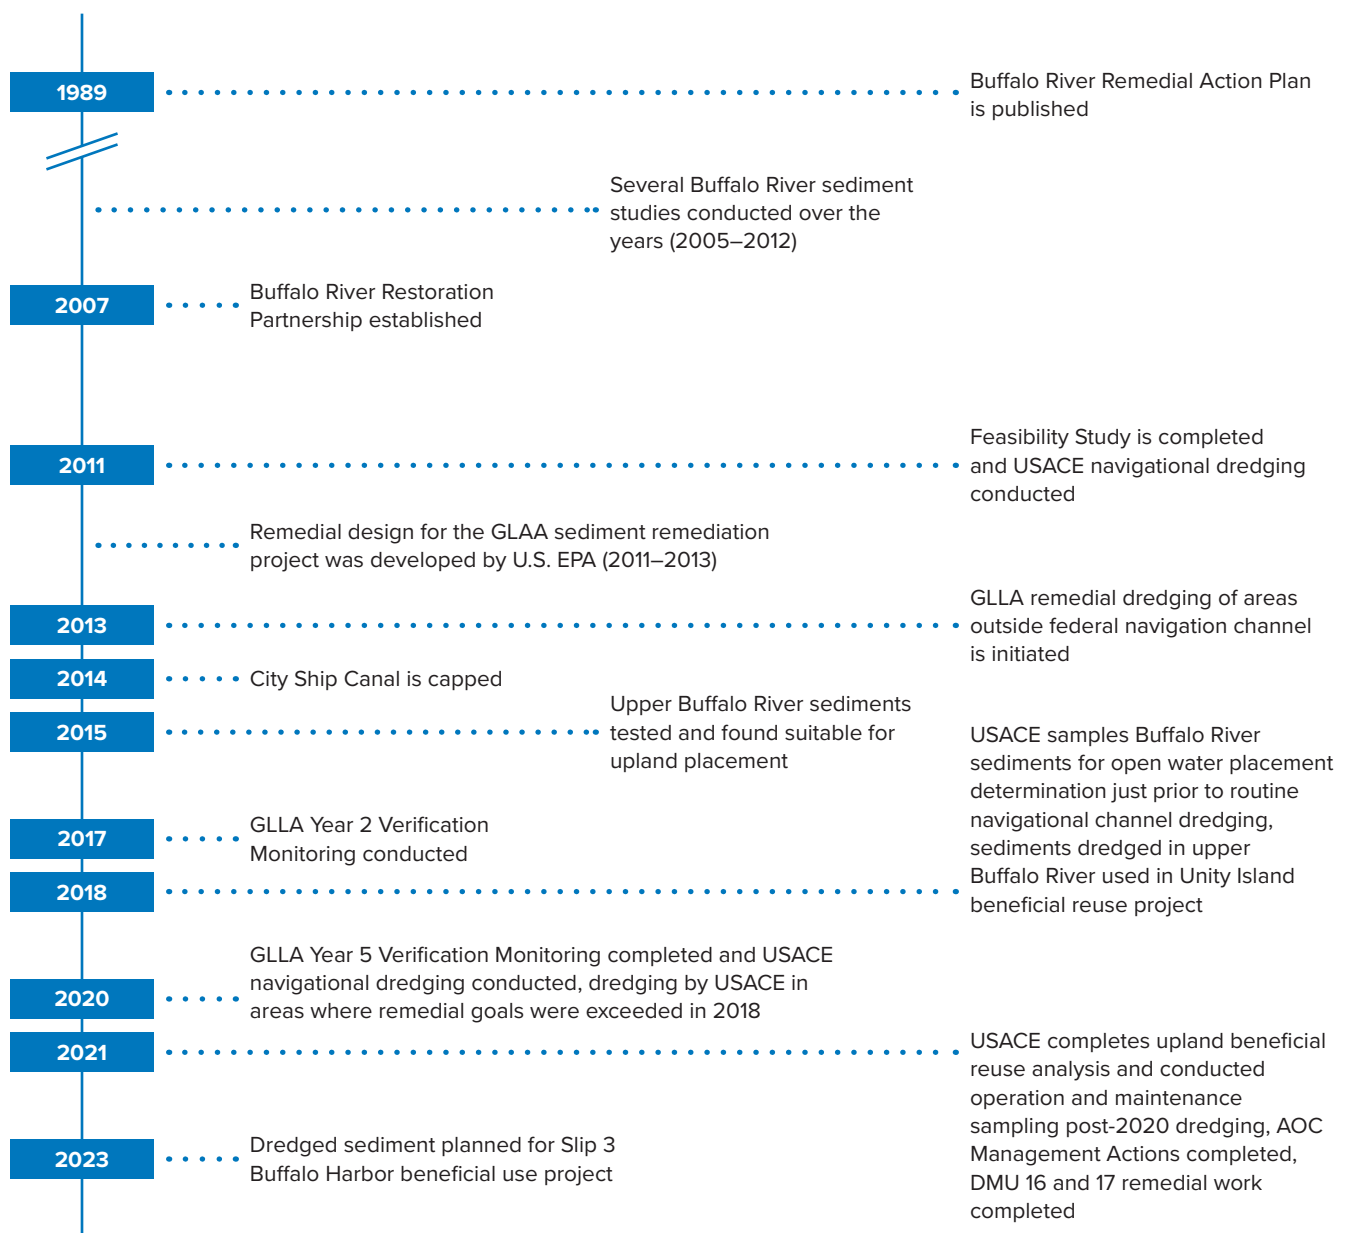 1989
Buffalo River Remedial Action Plan
is published
Several Buffalo River sediment
studies conducted over the
years (2005–2012)
2007
Buffalo River Restoration
Partnership established
2011
Feasibility Study is completed
and USACE navigational dredging
conducted
Remedial design for the GLAA sediment remediation
project was developed by U.S. EPA (2011–2013)
2013
GLLA remedial dredging of areas
outside federal navigation channel
is initiated
2014
City Ship Canal is capped
2015
Upper Buffalo River sediments
tested and found suitable for
upland placement
2017
GLLA Year 2 Verification
Monitoring conducted
2018
USACE samples Buffalo River
sediments for open water placement
determination just prior to routine
navigational channel dredging,
sediments dredged in upper
Buffalo River used in Unity Island
beneficial reuse project
2020
GLLA Year 5 Verification Monitoring completed and USACE
navigational dredging conducted, dredging by USACE in
areas where remedial goals were exceeded in 2018
2021
USACE completes upland beneficial
reuse analysis and conducted
operation and maintenance
sampling post-2020 dredging, AOC
Management Actions completed,
DMU 16 and 17 remedial work
completed
2023
Dredged sediment planned for Slip 3
Buffalo Harbor beneficial use project